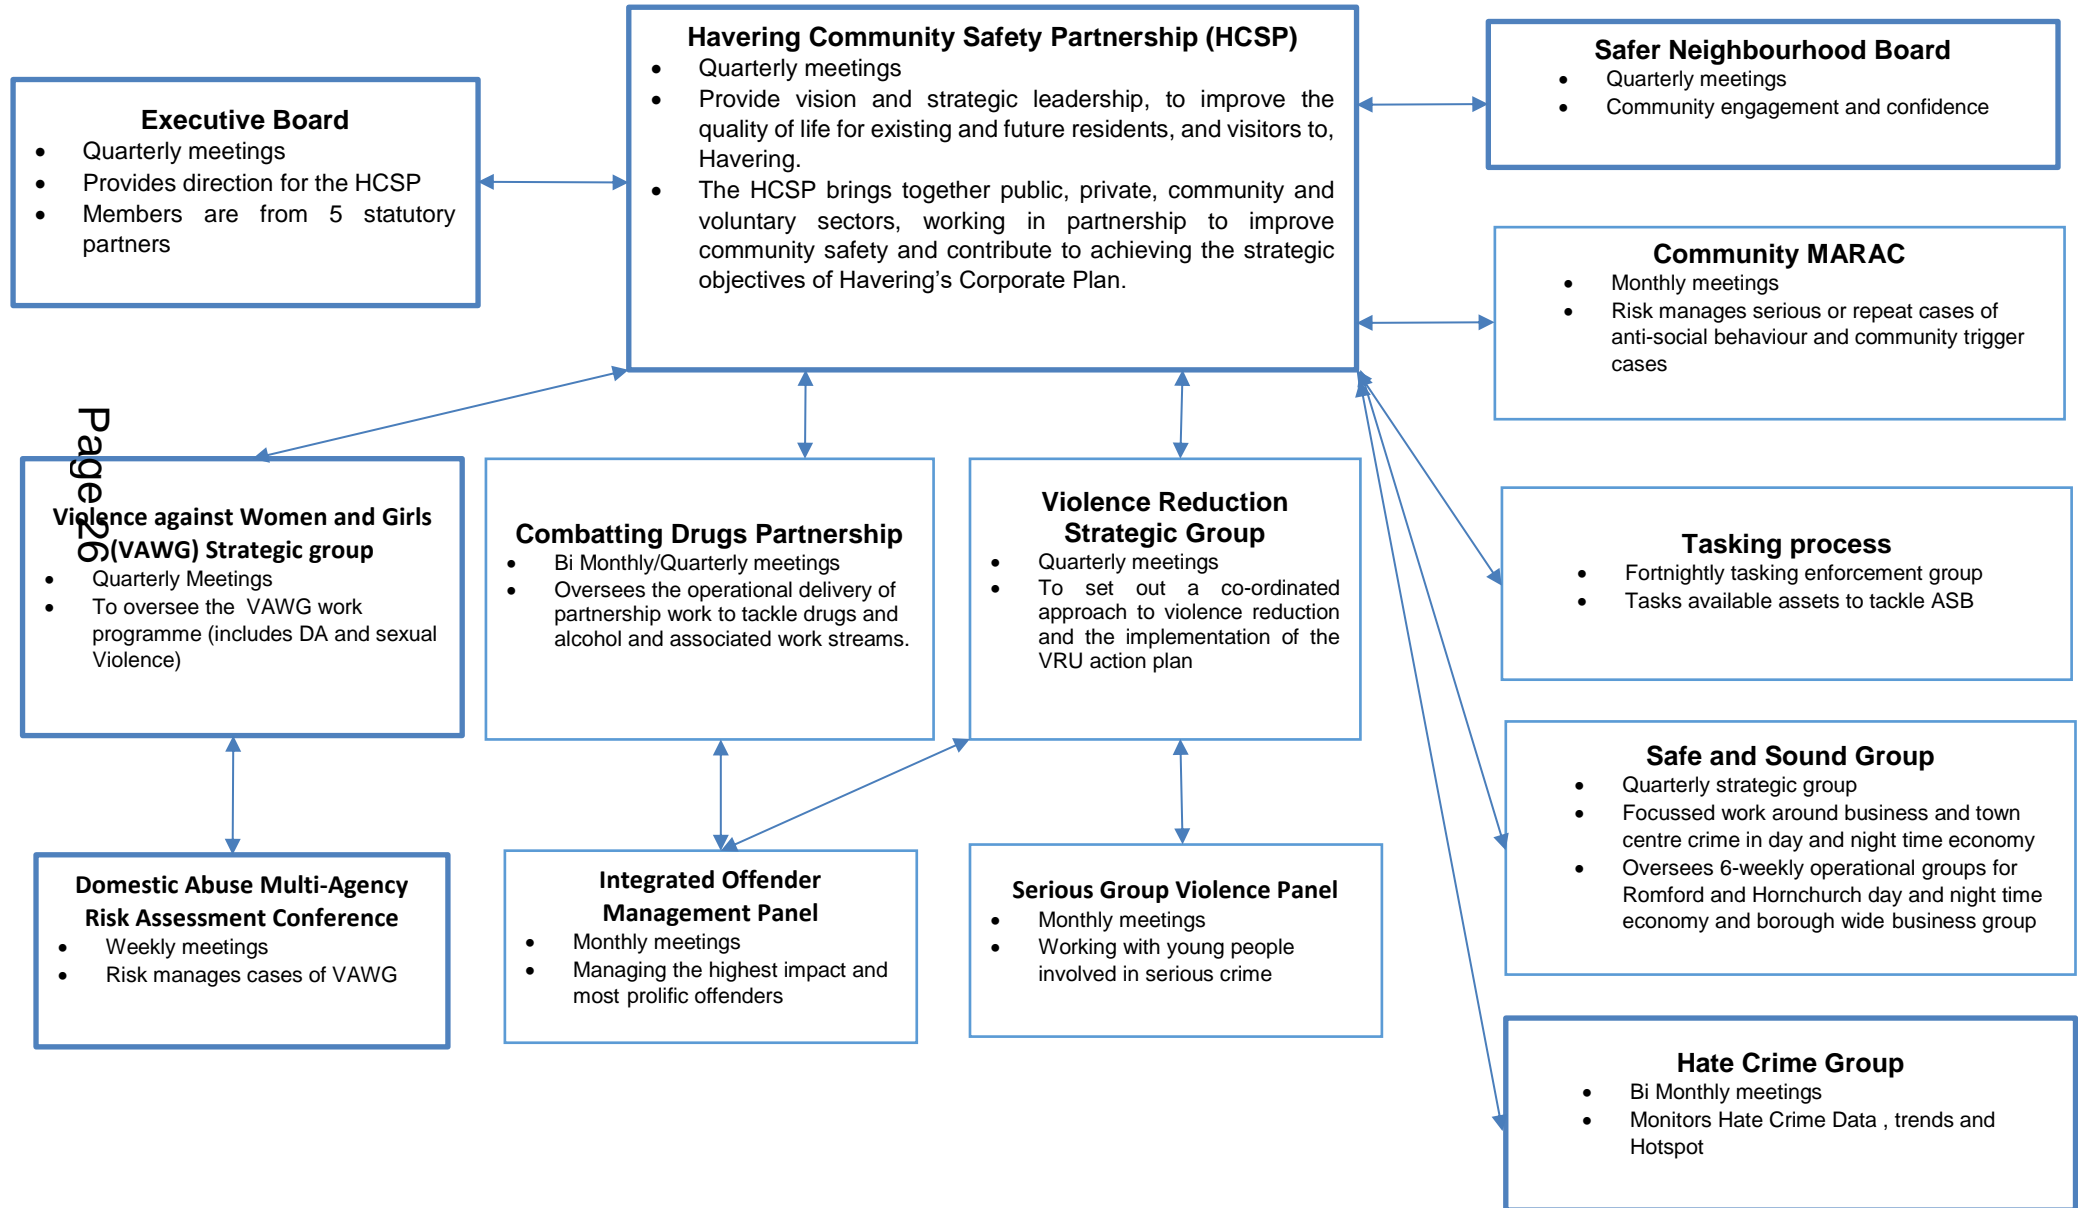 Havering Community Safety Partnership (HCSP)
• Quarterly meetings
• Provide vision and strategic leadership, to improve the
quality of life for existing and future residents, and visitors to,
Havering.
• The HCSP brings together public, private, community and
voluntary sectors, working in partnership to improve
community safety and contribute to achieving the strategic
objectives of Havering’s Corporate Plan.
Executive Board
• Quarterly meetings
• Provides direction for the HCSP
• Members are from 5 statutory
partners
Safer Neighbourhood Board
• Quarterly meetings
• Community engagement and confidence
Community MARAC
• Monthly meetings
• Risk manages serious or repeat cases of
anti-social behaviour and community trigger
cases
Page 26
Violence against Women and Girls
(VAWG) Strategic group
• Quarterly Meetings
• To oversee the VAWG work
programme (includes DA and sexual
Violence)
Combatting Drugs Partnership
• Bi Monthly/Quarterly meetings
• Oversees the operational delivery of
partnership work to tackle drugs and
alcohol and associated work streams.
Violence Reduction
Strategic Group
• Quarterly meetings
• To set out a co-ordinated
approach to violence reduction
and the implementation of the
VRU action plan
Tasking process
• Fortnightly tasking enforcement group
• Tasks available assets to tackle ASB
Safe and Sound Group
• Quarterly strategic group
• Focussed work around business and town
centre crime in day and night time economy
• Oversees 6-weekly operational groups for
Romford and Hornchurch day and night time
economy and borough wide business group
Domestic Abuse Multi-Agency
Risk Assessment Conference
• Weekly meetings
• Risk manages cases of VAWG
Integrated Offender
Management Panel
• Monthly meetings
• Managing the highest impact and
most prolific offenders
Serious Group Violence Panel
• Monthly meetings
• Working with young people
involved in serious crime
Hate Crime Group
• Bi Monthly meetings
• Monitors Hate Crime Data , trends and
Hotspot